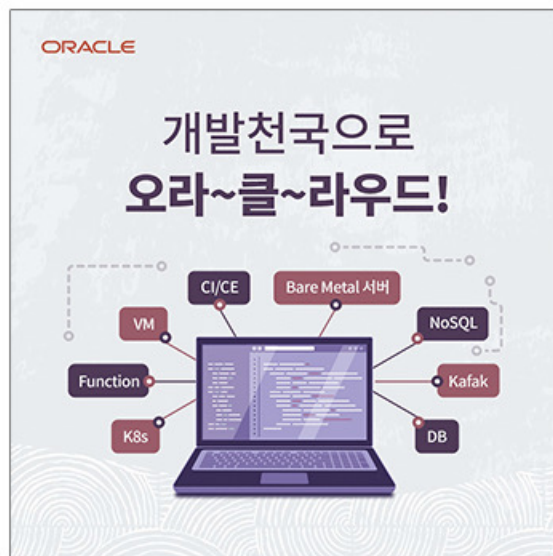 ORACLE
개발천국으로
오라~클~라우드!
CI/CE
Bare Metal 서버
VM
NoSQL
Function
Kafak
K8s
DB